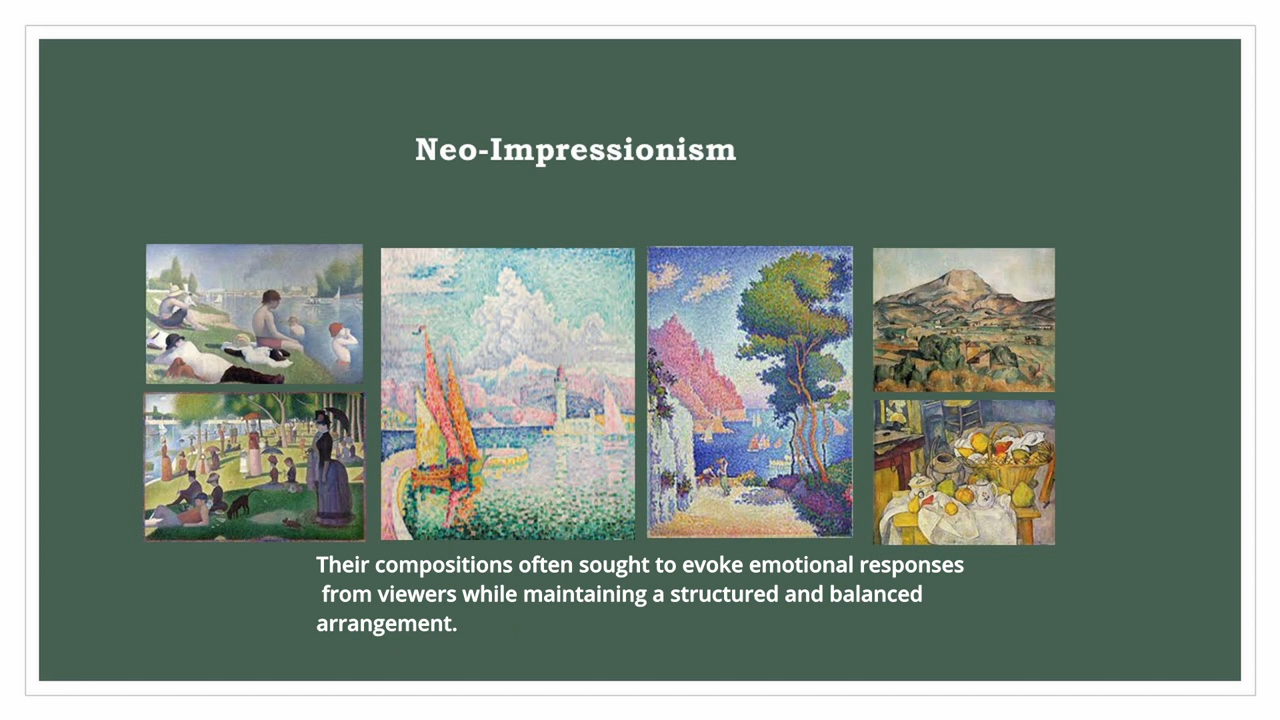 Neo-Impressionism
Their compositions often sought to evoke emotional responses
from viewers while maintaining a structured and balanced
arrangement.